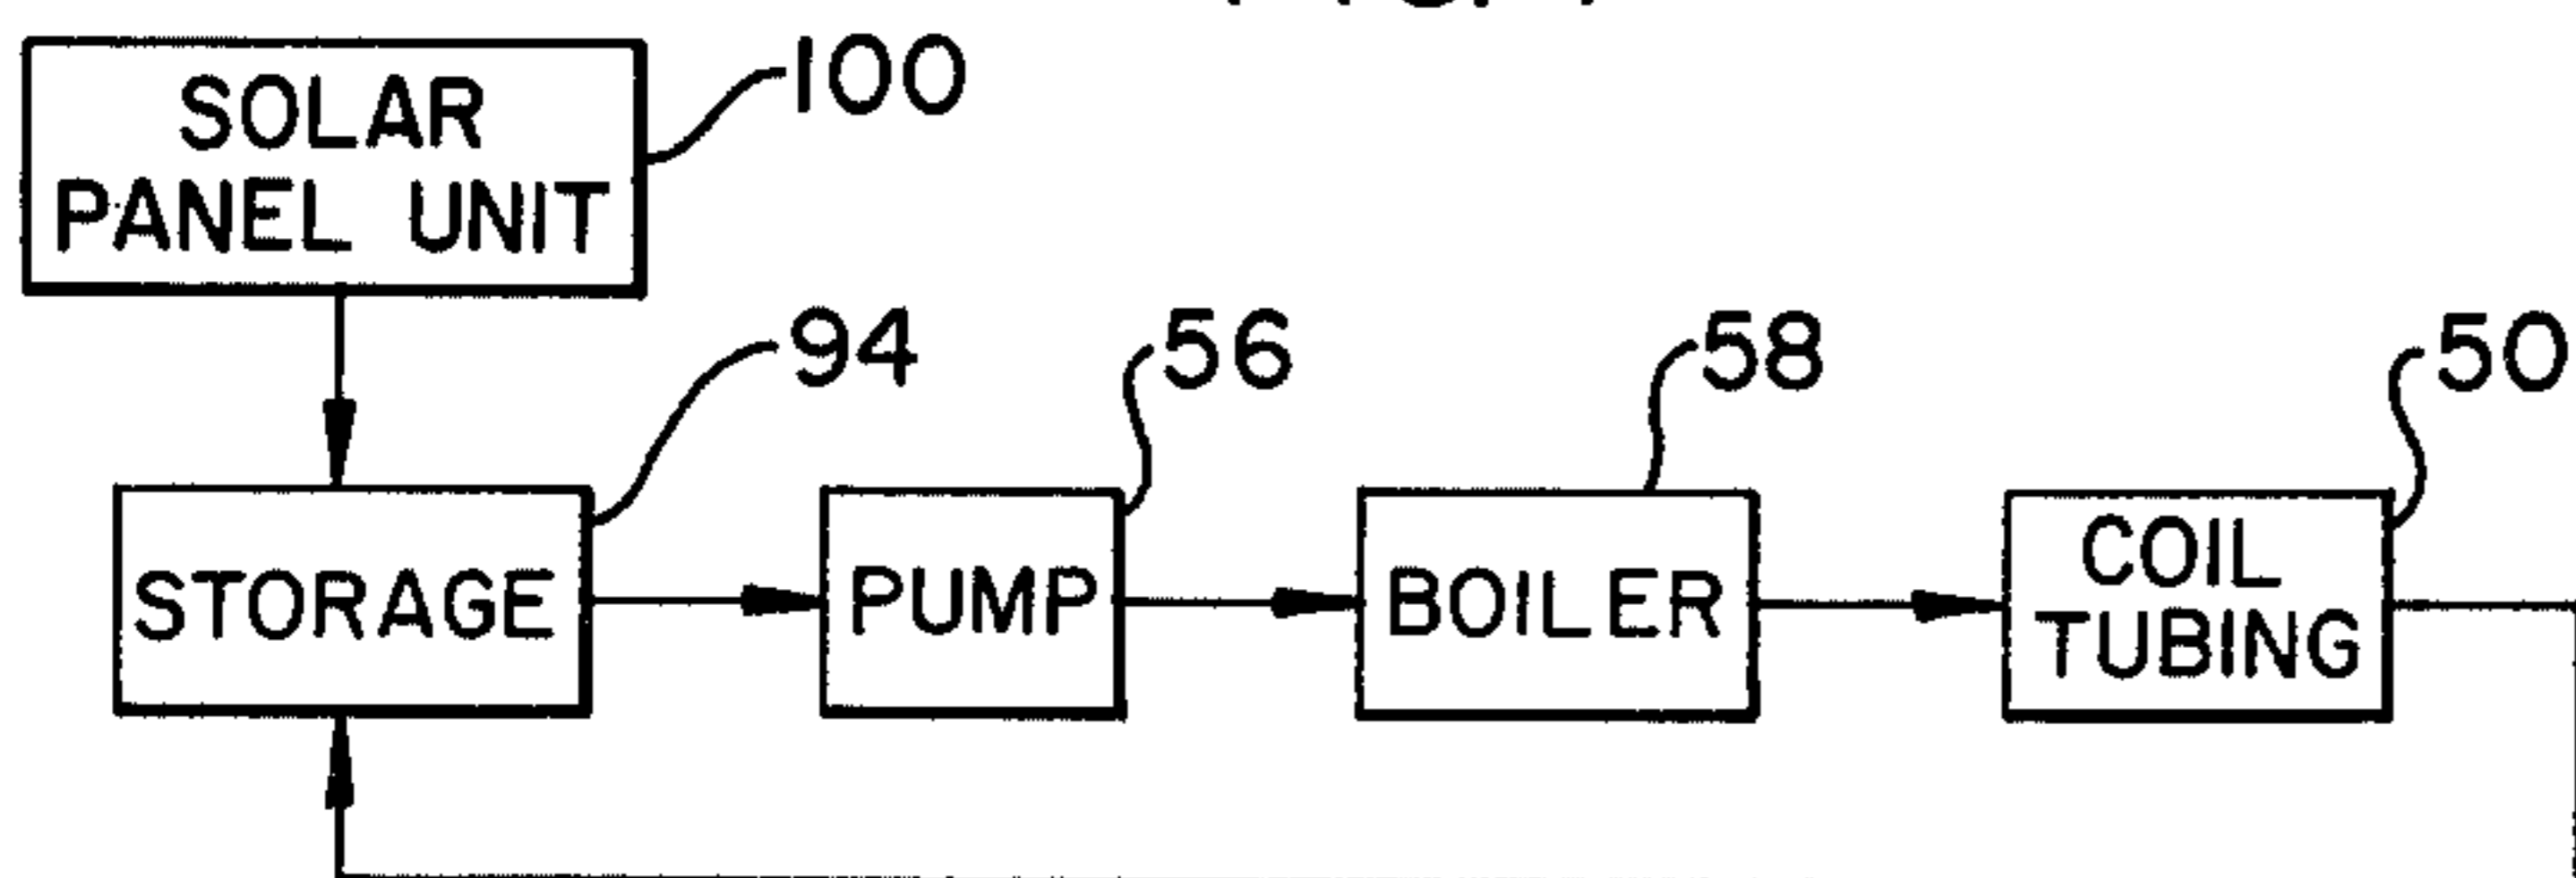 SOLAR
PANEL UNIT
100
94
56
58
50
STORAGE
PUMP
BOILER
COIL
TUBING